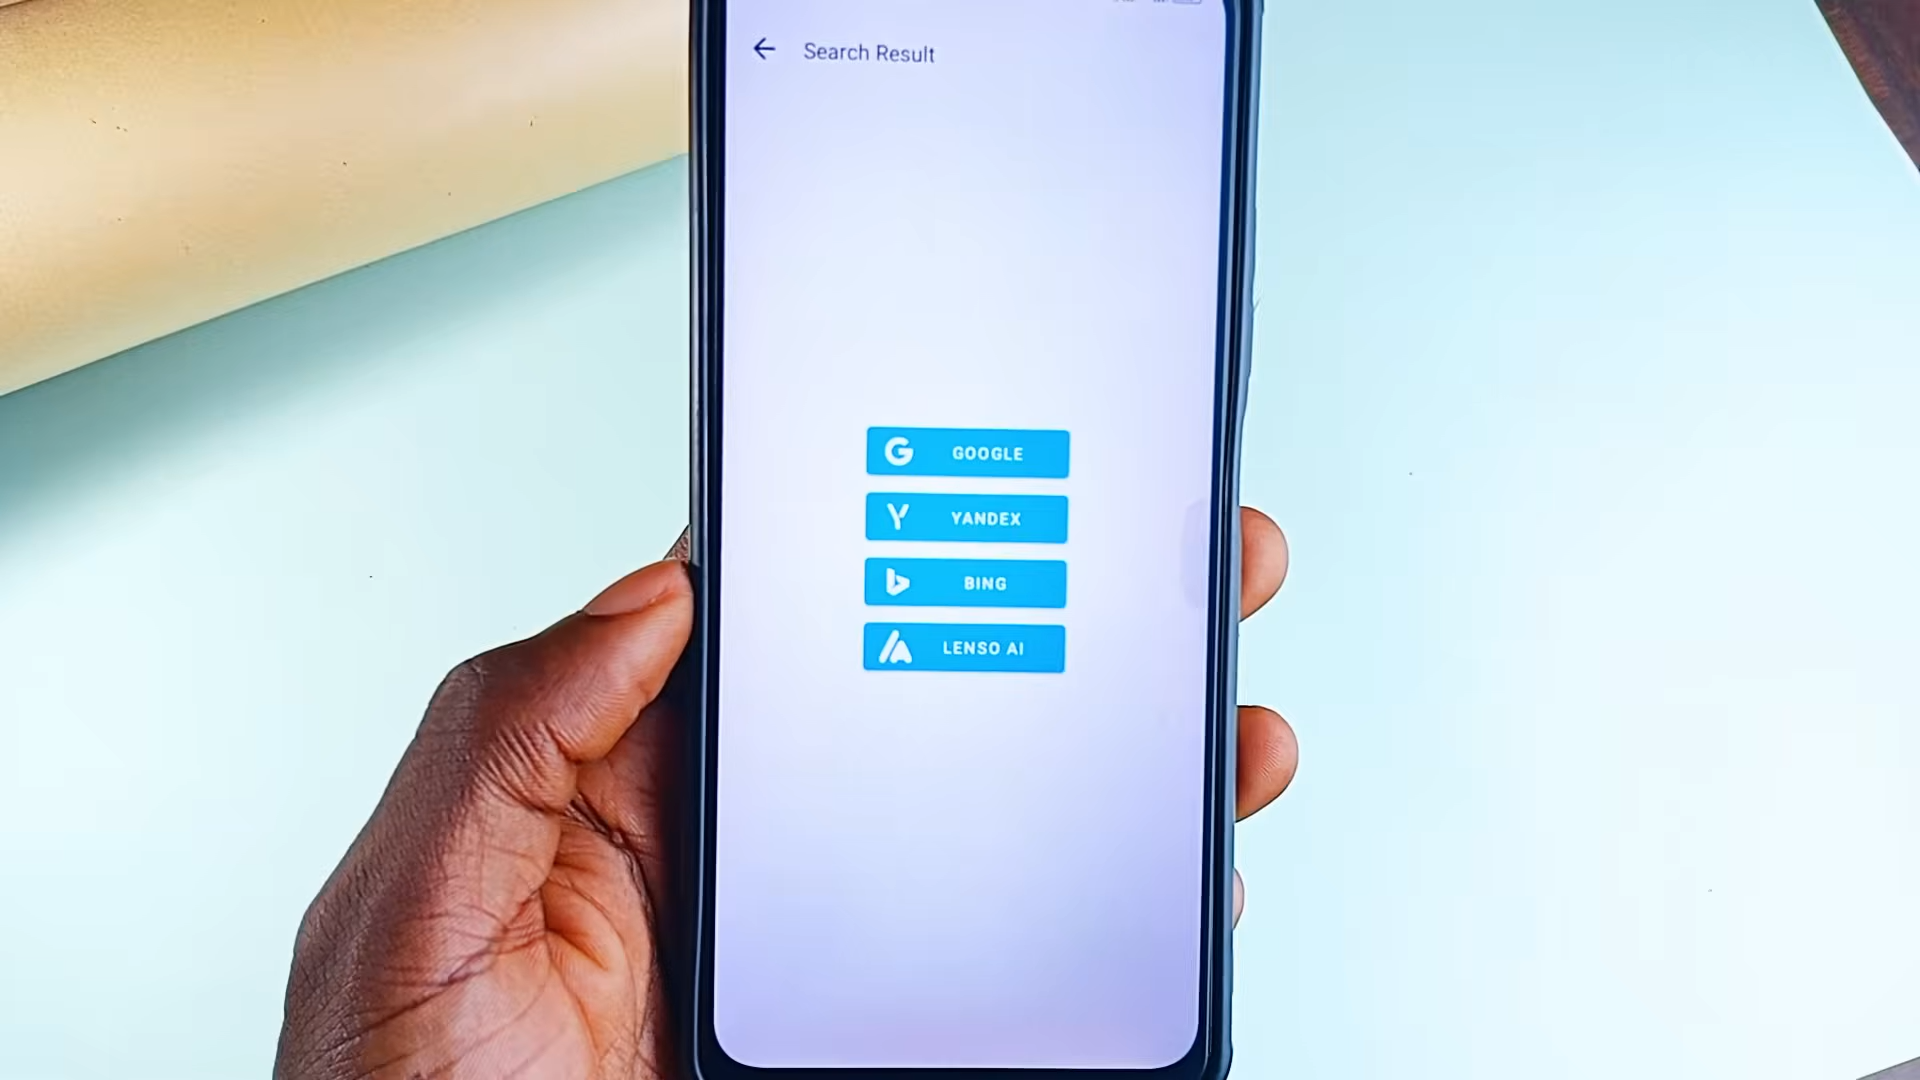 Search Result
GOOGLE
YANDEX
BING
LENSO AI